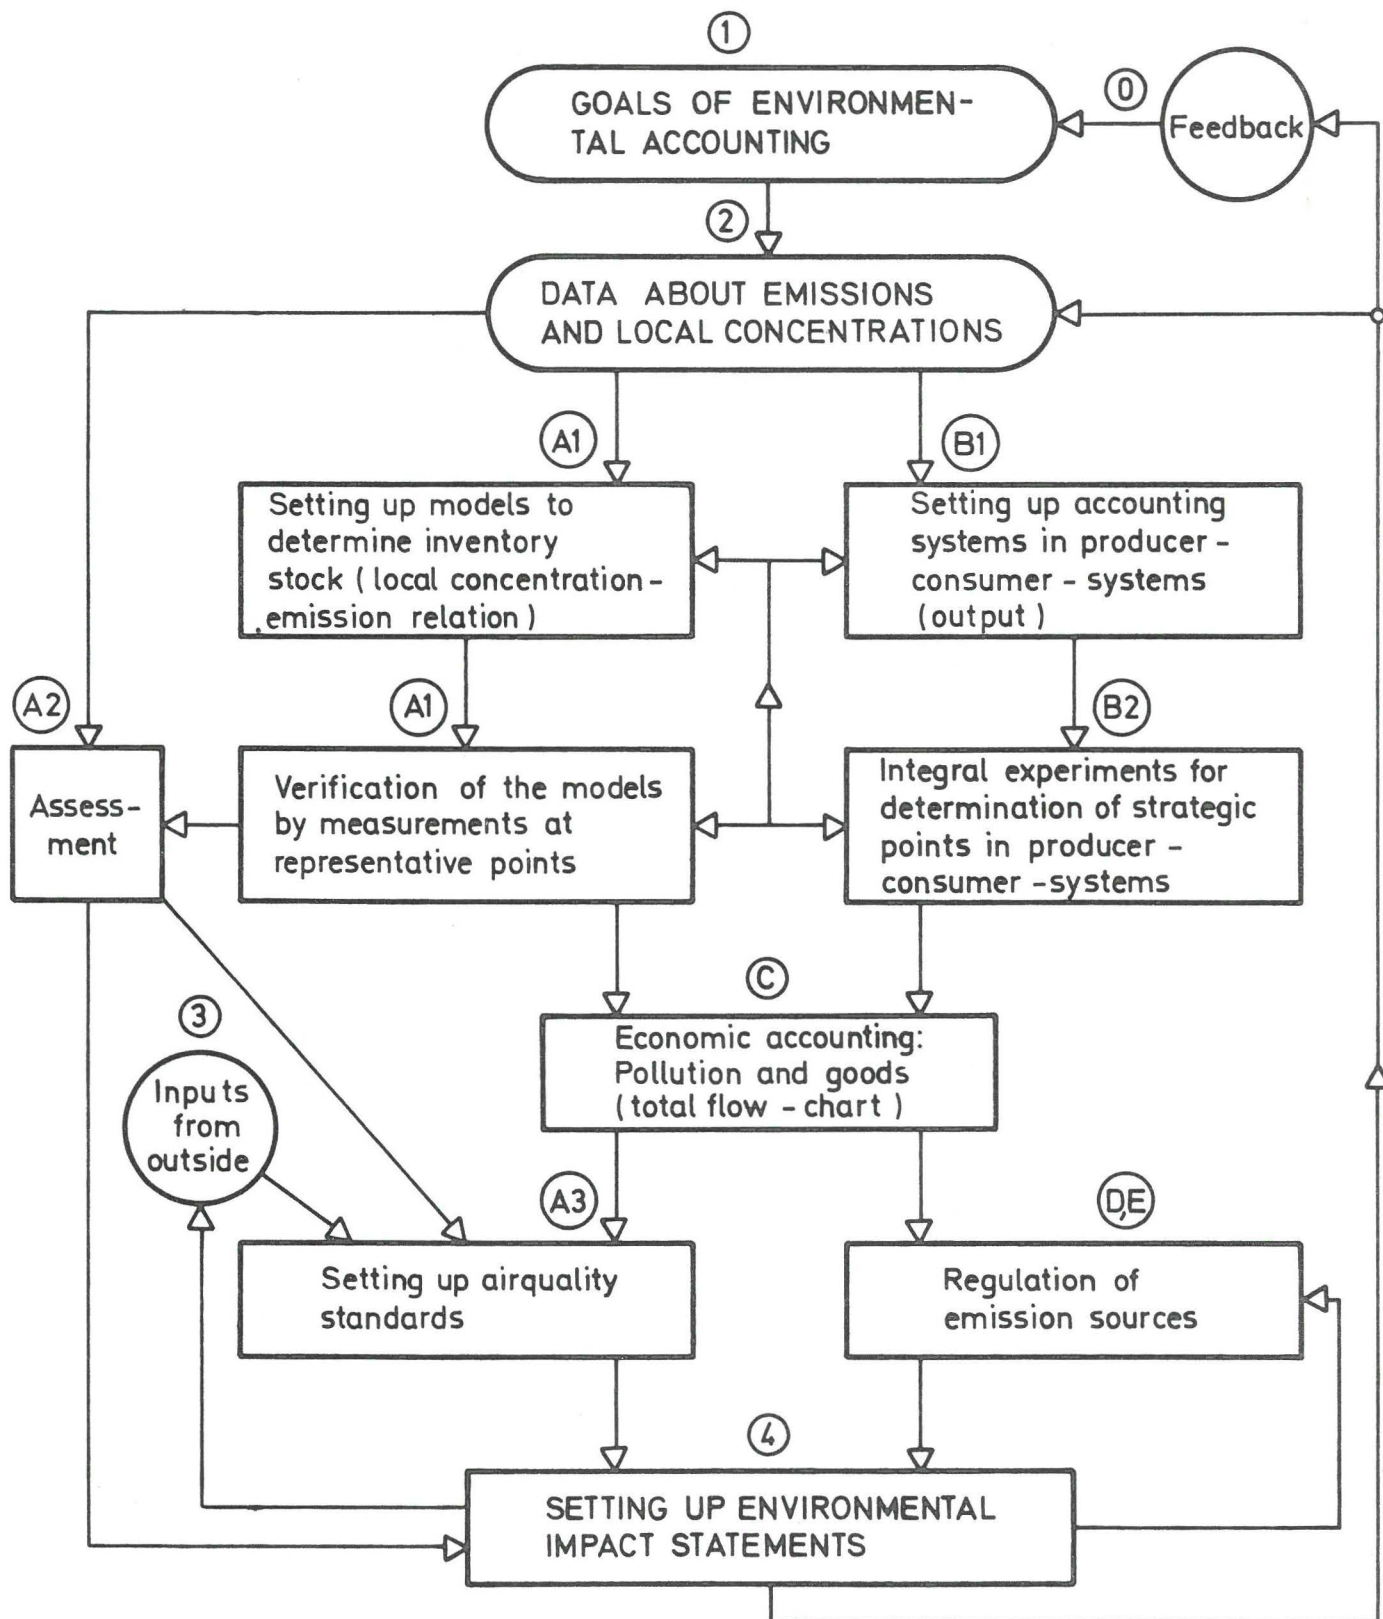 1
GOALS OF ENVIRONMEN-
TAL ACCOUNTING
0
Feedback
2
DATA ABOUT EMISSIONS
AND LOCAL CONCENTRATIONS
A1
B1
Setting up models to
determine inventory
stock (local concentration-
emission relation)
Setting up accounting
systems in producer-
consumer-systems
(output)
A2
A1
B2
Assess-
ment
Verification of the models
by measurements at
representative points
Integral experiments for
determination of strategic
points in producer-
consumer-systems
C
3
Economic accounting:
Pollution and goods
(total flow-chart)
Inputs
from
outside
A3
D,E
Setting up airquality
standards
Regulation of
emission sources
4
SETTING UP ENVIRONMENTAL
IMPACT STATEMENTS